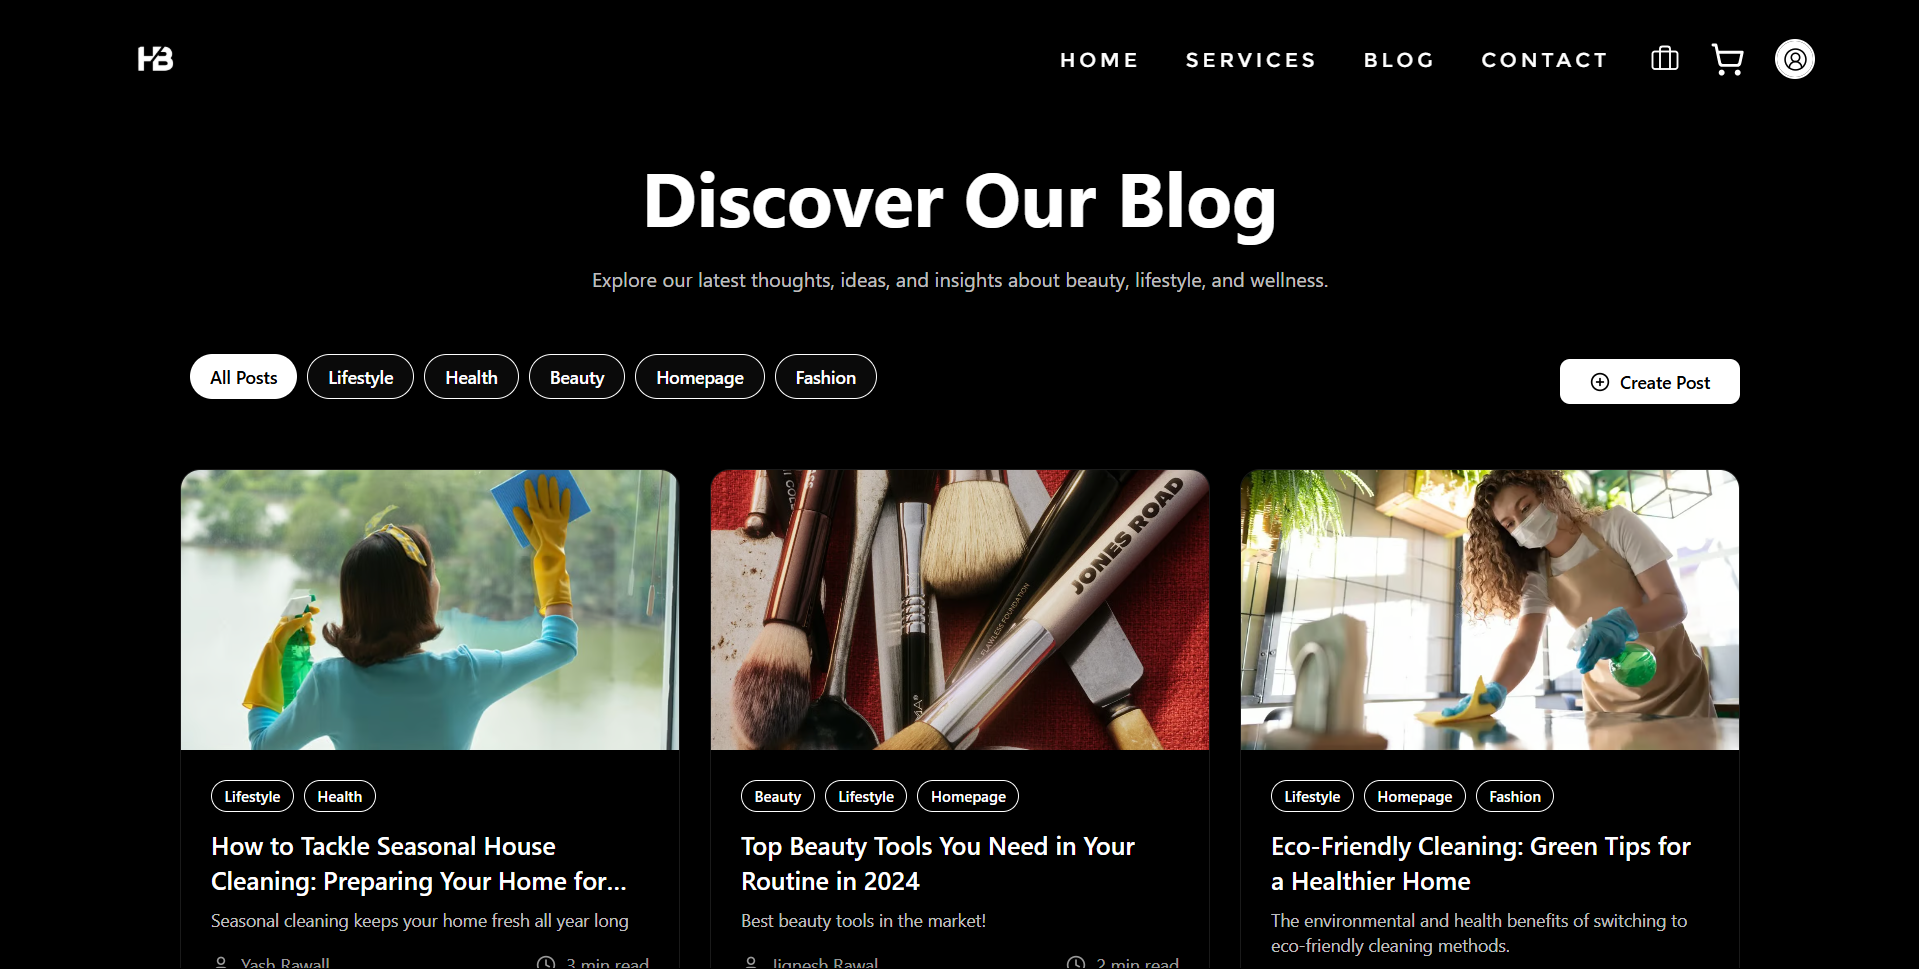 HB
HOME SERVICES BLOG CONTACT
Discover Our Blog
Explore our latest thoughts, ideas, and insights about beauty, lifestyle, and wellness.
All Posts Lifestyle Health Beauty Homepage Fashion
Create Post
JONES ROAD
FLAWLESS FOUNDATION
Lifestyle Health
How to Tackle Seasonal House
Cleaning: Preparing Your Home for...
Seasonal cleaning keeps your home fresh all year long
Yash Rawall 3 min read
Beauty Lifestyle Homepage
Top Beauty Tools You Need in Your
Routine in 2024
Best beauty tools in the market!
Jignesh Rawal 2 min read
Lifestyle Homepage Fashion
Eco-Friendly Cleaning: Green Tips for
a Healthier Home
The environmental and health benefits of switching to
eco-friendly cleaning methods.